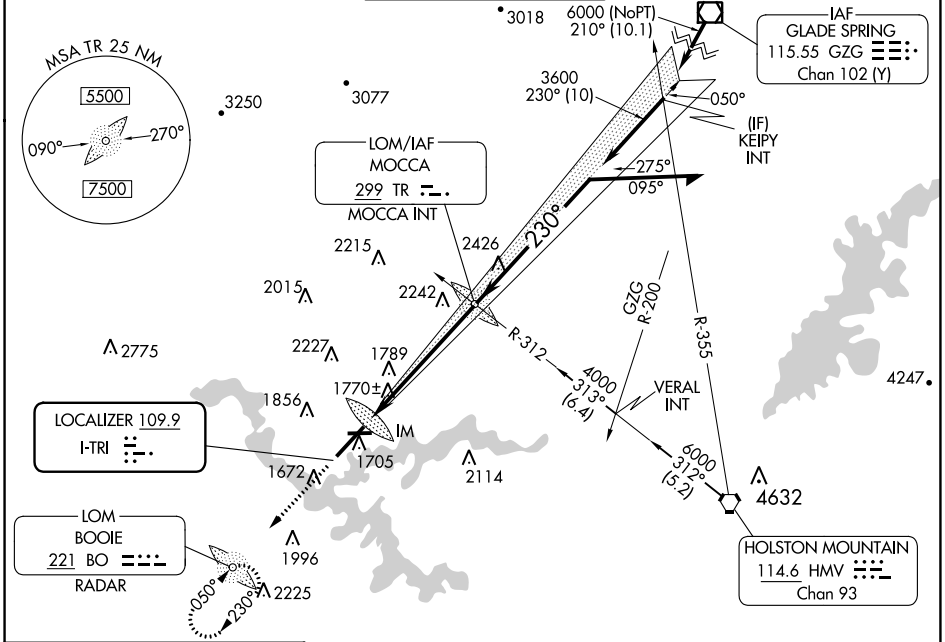 MSA TR 25 NM
5500
090°
270°
7500
3250
3018
3077
6000 (NoPT)
210° (10.1)
IAF
GLADE SPRING
115.55 GZG
Chan 102 (Y)
3600
230° (10)
050°
(IF)
KEIPY
INT
LOM/IAF
MOCCA
299 TR
MOCCA INT
275°
095°
230°
2215
2426
2015
2242
GZG
R-200
R-355
R-312
2775
2227
1789
1770±
4000
313°
(6.4)
VERAL
INT
4247
1856
LOCALIZER 109.9
I-TRI
IM
1705
1672
2114
6000
312°
(5.2)
4632
LOM
BOOIE
221 BO
RADAR
1996
050°
230°
2225
HOLSTON MOUNTAIN
114.6 HMV
Chan 93